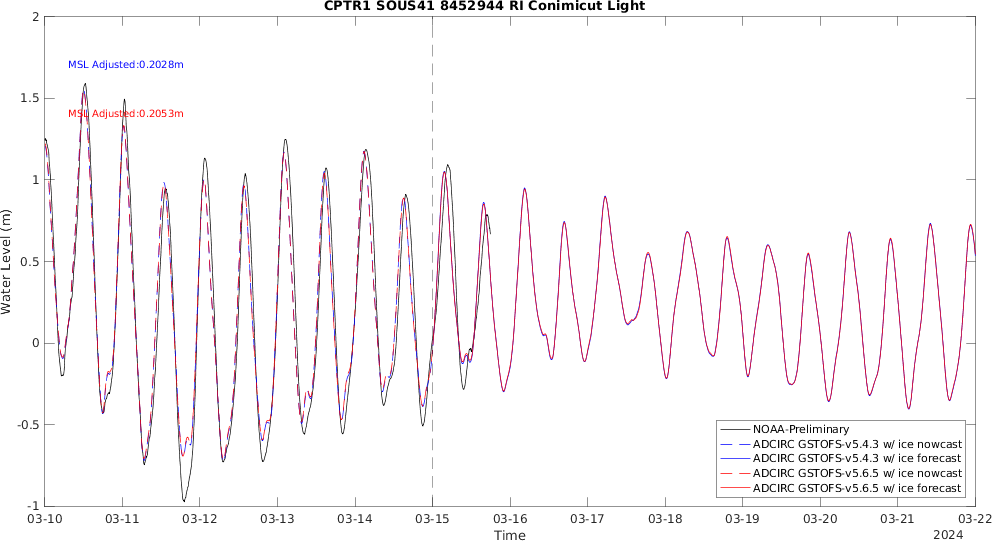 CPTR1 SOUS41 8452944 RI Conimicut Light
MSL Adjusted:0.2028m
MSL Adjusted:0.2053m
Water Level (m)
2
1.5
1
0.5
0
-0.5
-1
03-10 03-11 03-12 03-13 03-14 03-15 03-16 03-17 03-18 03-19 03-20 03-21 03-22
Time
2024
NOAA-Preliminary
ADCIRC GSTOFS-v5.4.3 w/ ice nowcast
ADCIRC GSTOFS-v5.4.3 w/ ice forecast
ADCIRC GSTOFS-v5.6.5 w/ ice nowcast
ADCIRC GSTOFS-v5.6.5 w/ ice forecast